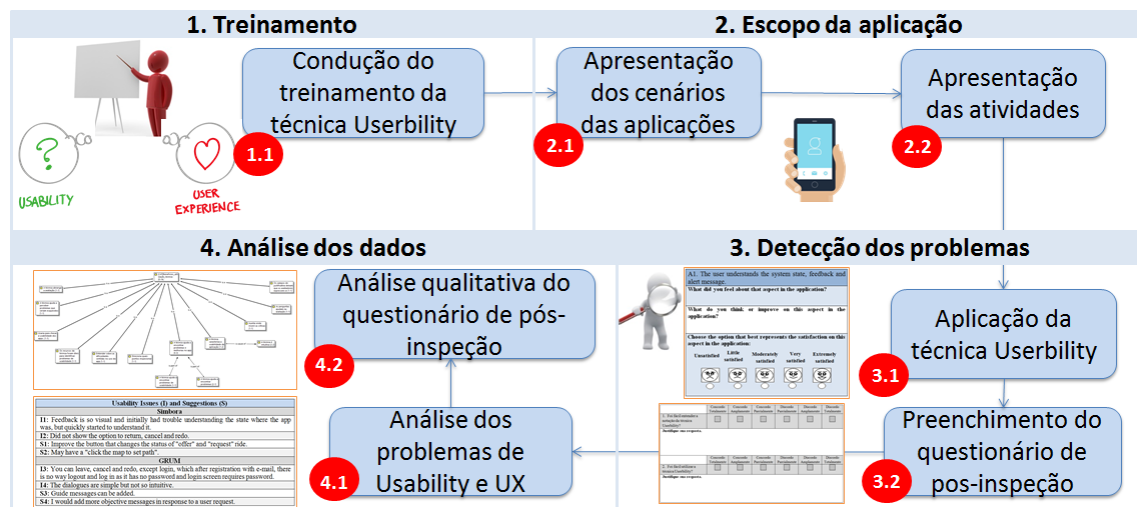 1. Treinamento
Condução do
treinamento da
técnica Userbility
1.1
USABILITY
USER
EXPERIENCE
2. Escopo da aplicação
Apresentação
dos cenários
das aplicações
2.1
Apresentação
das atividades
2.2
3. Detecção dos problemas
A1. The user understands the system state, feedback and
alert message.
What did you feel about that aspect in the application?
What do you think, or improve on this aspect in the
application?
Choose the option that best represents the satisfaction on this
aspect in the application:
Unsatisfied
Little
satisfied
Moderately
satisfied
Very
satisfied
Extremely
satisfied
Aplicação da
técnica Userbility
3.1
Preenchimento do
questionário de
pos-inspeção
3.2
4. Análise dos dados
Análise qualitativa do
questionário de pós-
inspeção
4.2
Análise dos
problemas de
Usability e UX
4.1
Usability Issues (I) and Suggestions (S)
Simbora
I1: Feedback is so visual and initially had trouble understanding the state where the app
was, but quickly started to understand it.
I2: Did not show the option to return, cancel and redo.
S1: Improve the button that changes the status of "offer" and "request" ride.
S2: May have a "click the map to set path".
GRUM
I3: You can leave, cancel and redo, except login, which after registration with e-mail, there
is no way logout and log in as it has no password and login screen requires password.
I4: The dialogues are simple but not so intuitive.
S3: Guide messages can be added.
S4: I would add more objective messages in response to a user request.